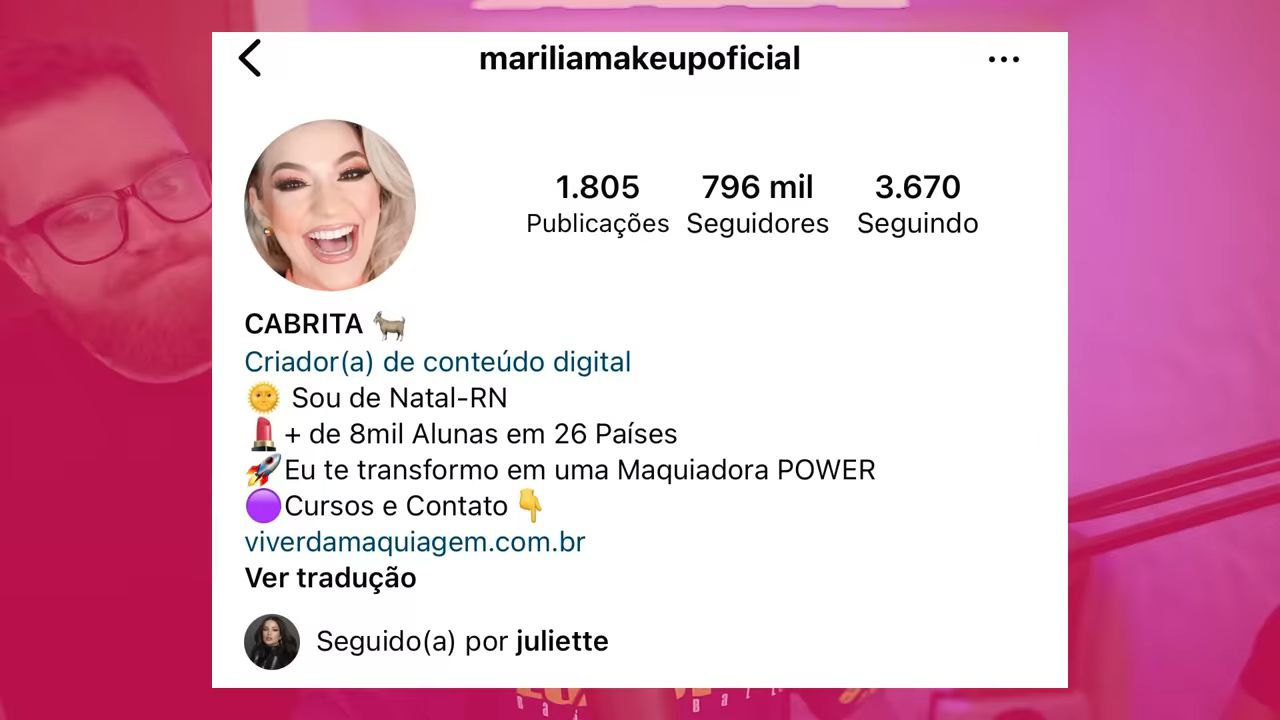 mariliamakeupoficial
1.805 796 mil 3.670
Publicações Seguidores Seguindo
CABRITA 🐐
Criador(a) de conteúdo digital
🌞 Sou de Natal-RN
💄+ de 8mil Alunas em 26 Países
🚀Eu te transformo em uma Maquiadora POWER
🟣Cursos e Contato 👇
viverdamaquiagem.com.br
Ver tradução
Seguido(a) por juliette